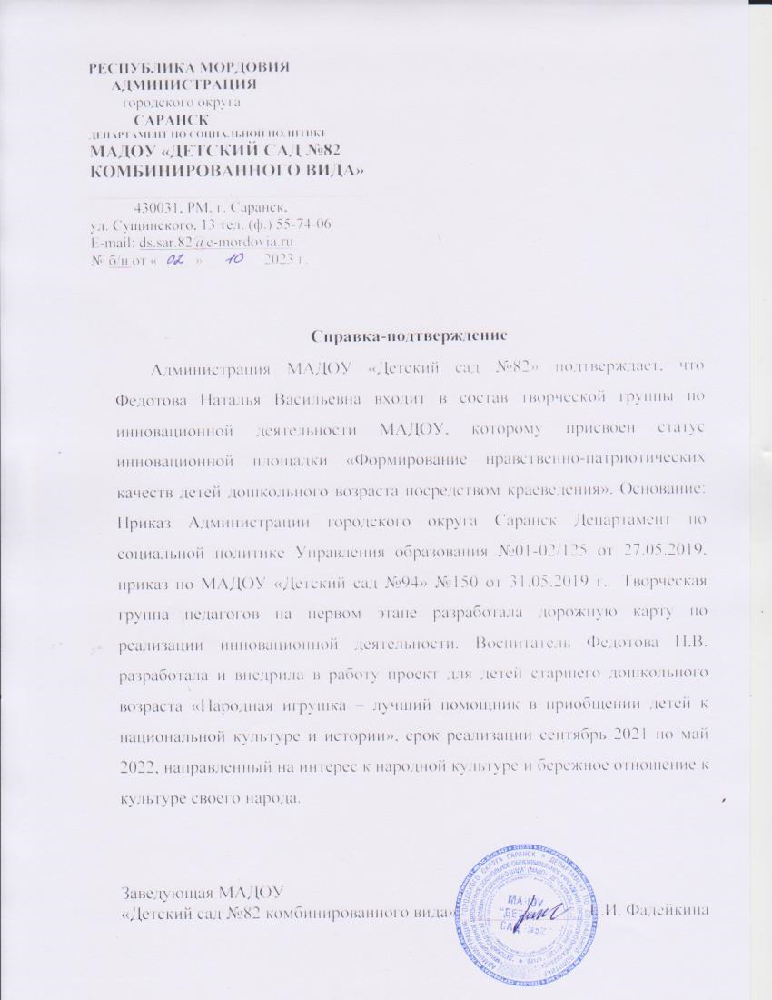 РЕСПУБЛИКА МОРДОВИЯ
АДМИНИСТРАЦИЯ
городского округа
САРАНСК
ДЕПАРТАМЕНТ ПО СОЦИАЛЬНОЙ ПОЛИТИКЕ
МАДОУ «ДЕТСКИЙ САД №82
КОМБИНИРОВАННОГО ВИДА»
430031, РМ, г. Саранск,
ул. Сущинского, 13 тел. (ф.) 55-74-06
E-mail: ds.sar.82@e-mordovia.ru
№ б/н от « 02 » 10 2023 г.
Справка-подтверждение
Администрация МАДОУ «Детский сад №82» подтверждает, что
Федотова Наталья Васильевна входит в состав творческой группы по
инновационной деятельности МАДОУ, которому присвоен статус
инновационной площадки «Формирование нравственно-патриотических
качеств детей дошкольного возраста посредством краеведения». Основание:
Приказ Администрации городского округа Саранск Департамент по
социальной политике Управления образования №01-02/125 от 27.05.2019,
приказ по МАДОУ «Детский сад №94» №150 от 31.05.2019 г. Творческая
группа педагогов на первом этапе разработала дорожную карту по
реализации инновационной деятельности. Воспитатель Федотова Н.В.
разработала и внедрила в работу проект для детей старшего дошкольного
возраста «Народная игрушка – лучший помощник в приобщении детей к
национальной культуре и истории», срок реализации сентябрь 2021 по май
2022, направленный на интерес к народной культуре и бережное отношение к
культуре своего народа.
Заведующая МАДОУ
«Детский сад №82 комбинированного вида» Фадейкина
МАДОУ